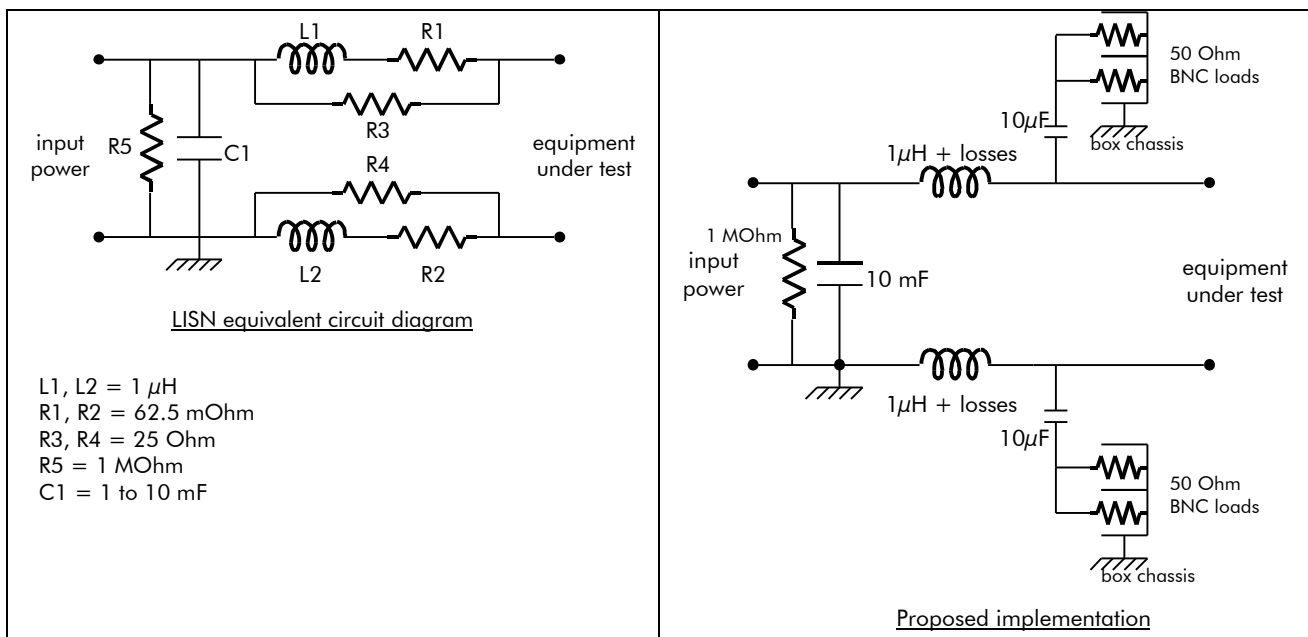 L1
R1
R3
input
power
R5
C1
equipment
under test
R4
L2
R2
LISN equivalent circuit diagram
L1, L2 = 1 μH
R1, R2 = 62.5 mOhm
R3, R4 = 25 Ohm
R5 = 1 MOhm
C1 = 1 to 10 mF
50 Ohm
BNC loads
10μF
box chassis
1μH + losses
1 MOhm
input
power
10 mF
equipment
under test
1μH + losses
10μF
50 Ohm
BNC loads
box chassis
Proposed implementation